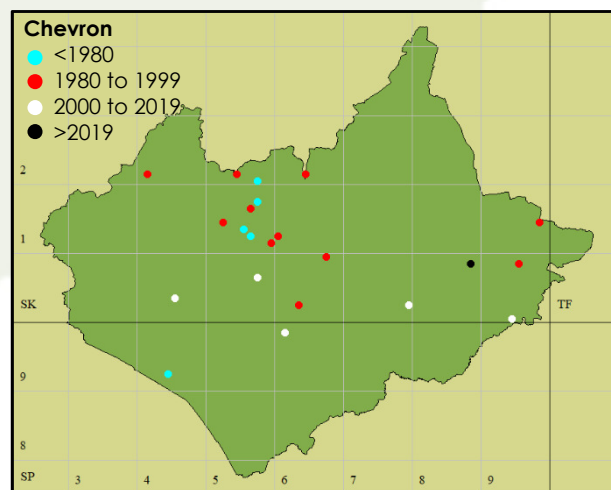 Chevron
<1980
1980 to 1999
2000 to 2019
>2019
2
1
SK
TF
9
8
SP
3 4 5 6 7 8 9